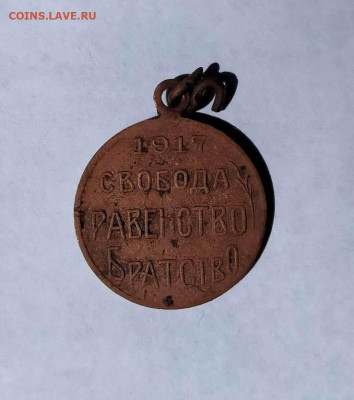 COINS.LAVE.RU
1917
СВОБОДА
РАВЕНСТВО
БРАТСТВО